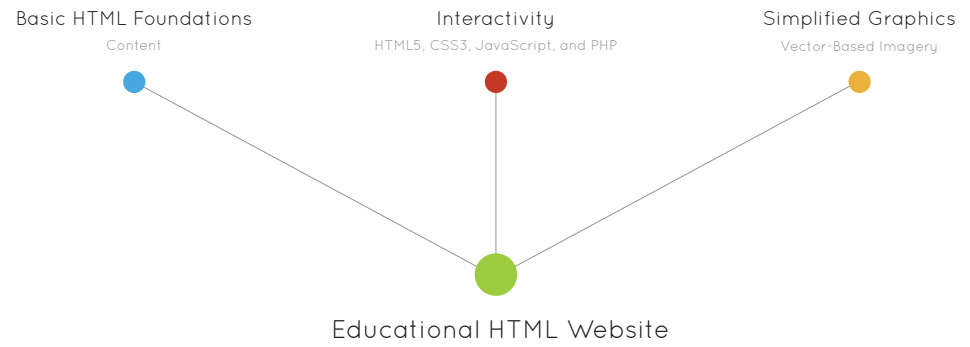 Basic HTML Foundations
Content
Interactivity
HTML5, CSS3, JavaScript, and PHP
Simplified Graphics
Vector-Based Imagery
Educational HTML Website